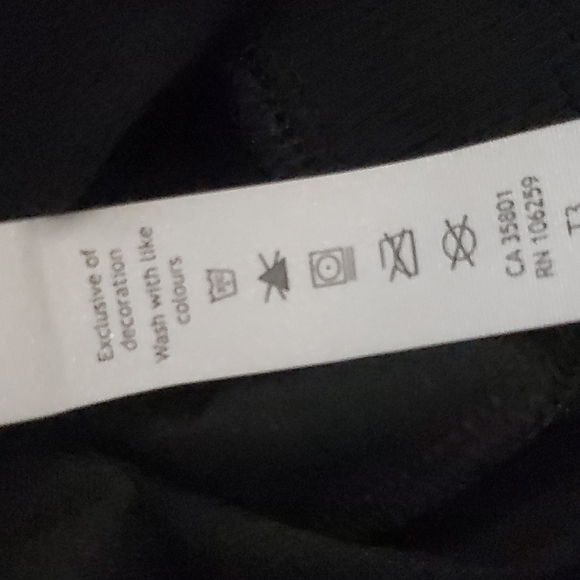 Exclusive of
decoration
Wash with like
colours
CA 35801
RN 106259